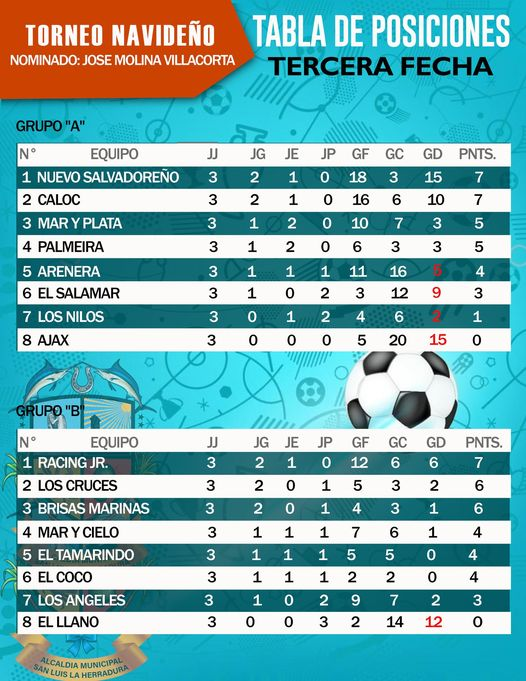 TORNEO NAVIDEÑO
NOMINADO: JOSE MOLINA VILLACORTA
TABLA DE POSICIONES
TERCERA FECHA
GRUPO "A"
N° EQUIPO JJ JG JE JP GF GC GD PNTS.
1 NUEVO SALVADOREÑO 3 2 1 0 18 3 15 7
2 CALOC 3 2 1 0 16 6 10 7
3 MAR Y PLATA 3 1 2 0 10 7 3 5
4 PALMEIRA 3 1 2 0 6 3 3 5
5 ARENERA 3 1 1 1 11 16 5 4
6 EL SALAMAR 3 1 0 2 3 12 9 3
7 LOS NILOS 3 0 1 2 4 6 2 1
8 AJAX 3 0 0 0 5 20 15 0
GRUPO "B"
N° EQUIPO JJ JG JE JP GF GC GD PNTS.
1 RACING JR. 3 2 1 0 12 6 6 7
2 LOS CRUCES 3 2 0 1 5 3 2 6
3 BRISAS MARINAS 3 2 0 1 4 3 1 6
4 MAR Y CIELO 3 1 1 1 7 6 1 4
5 EL TAMARINDO 3 1 1 1 5 5 0 4
6 EL COCO 3 1 1 1 2 2 0 4
7 LOS ANGELES 3 1 0 2 9 7 2 3
8 EL LLANO 3 0 0 3 2 14 12 0
ALCALDIA MUNICIPAL
SAN LUIS LA HERRADURA